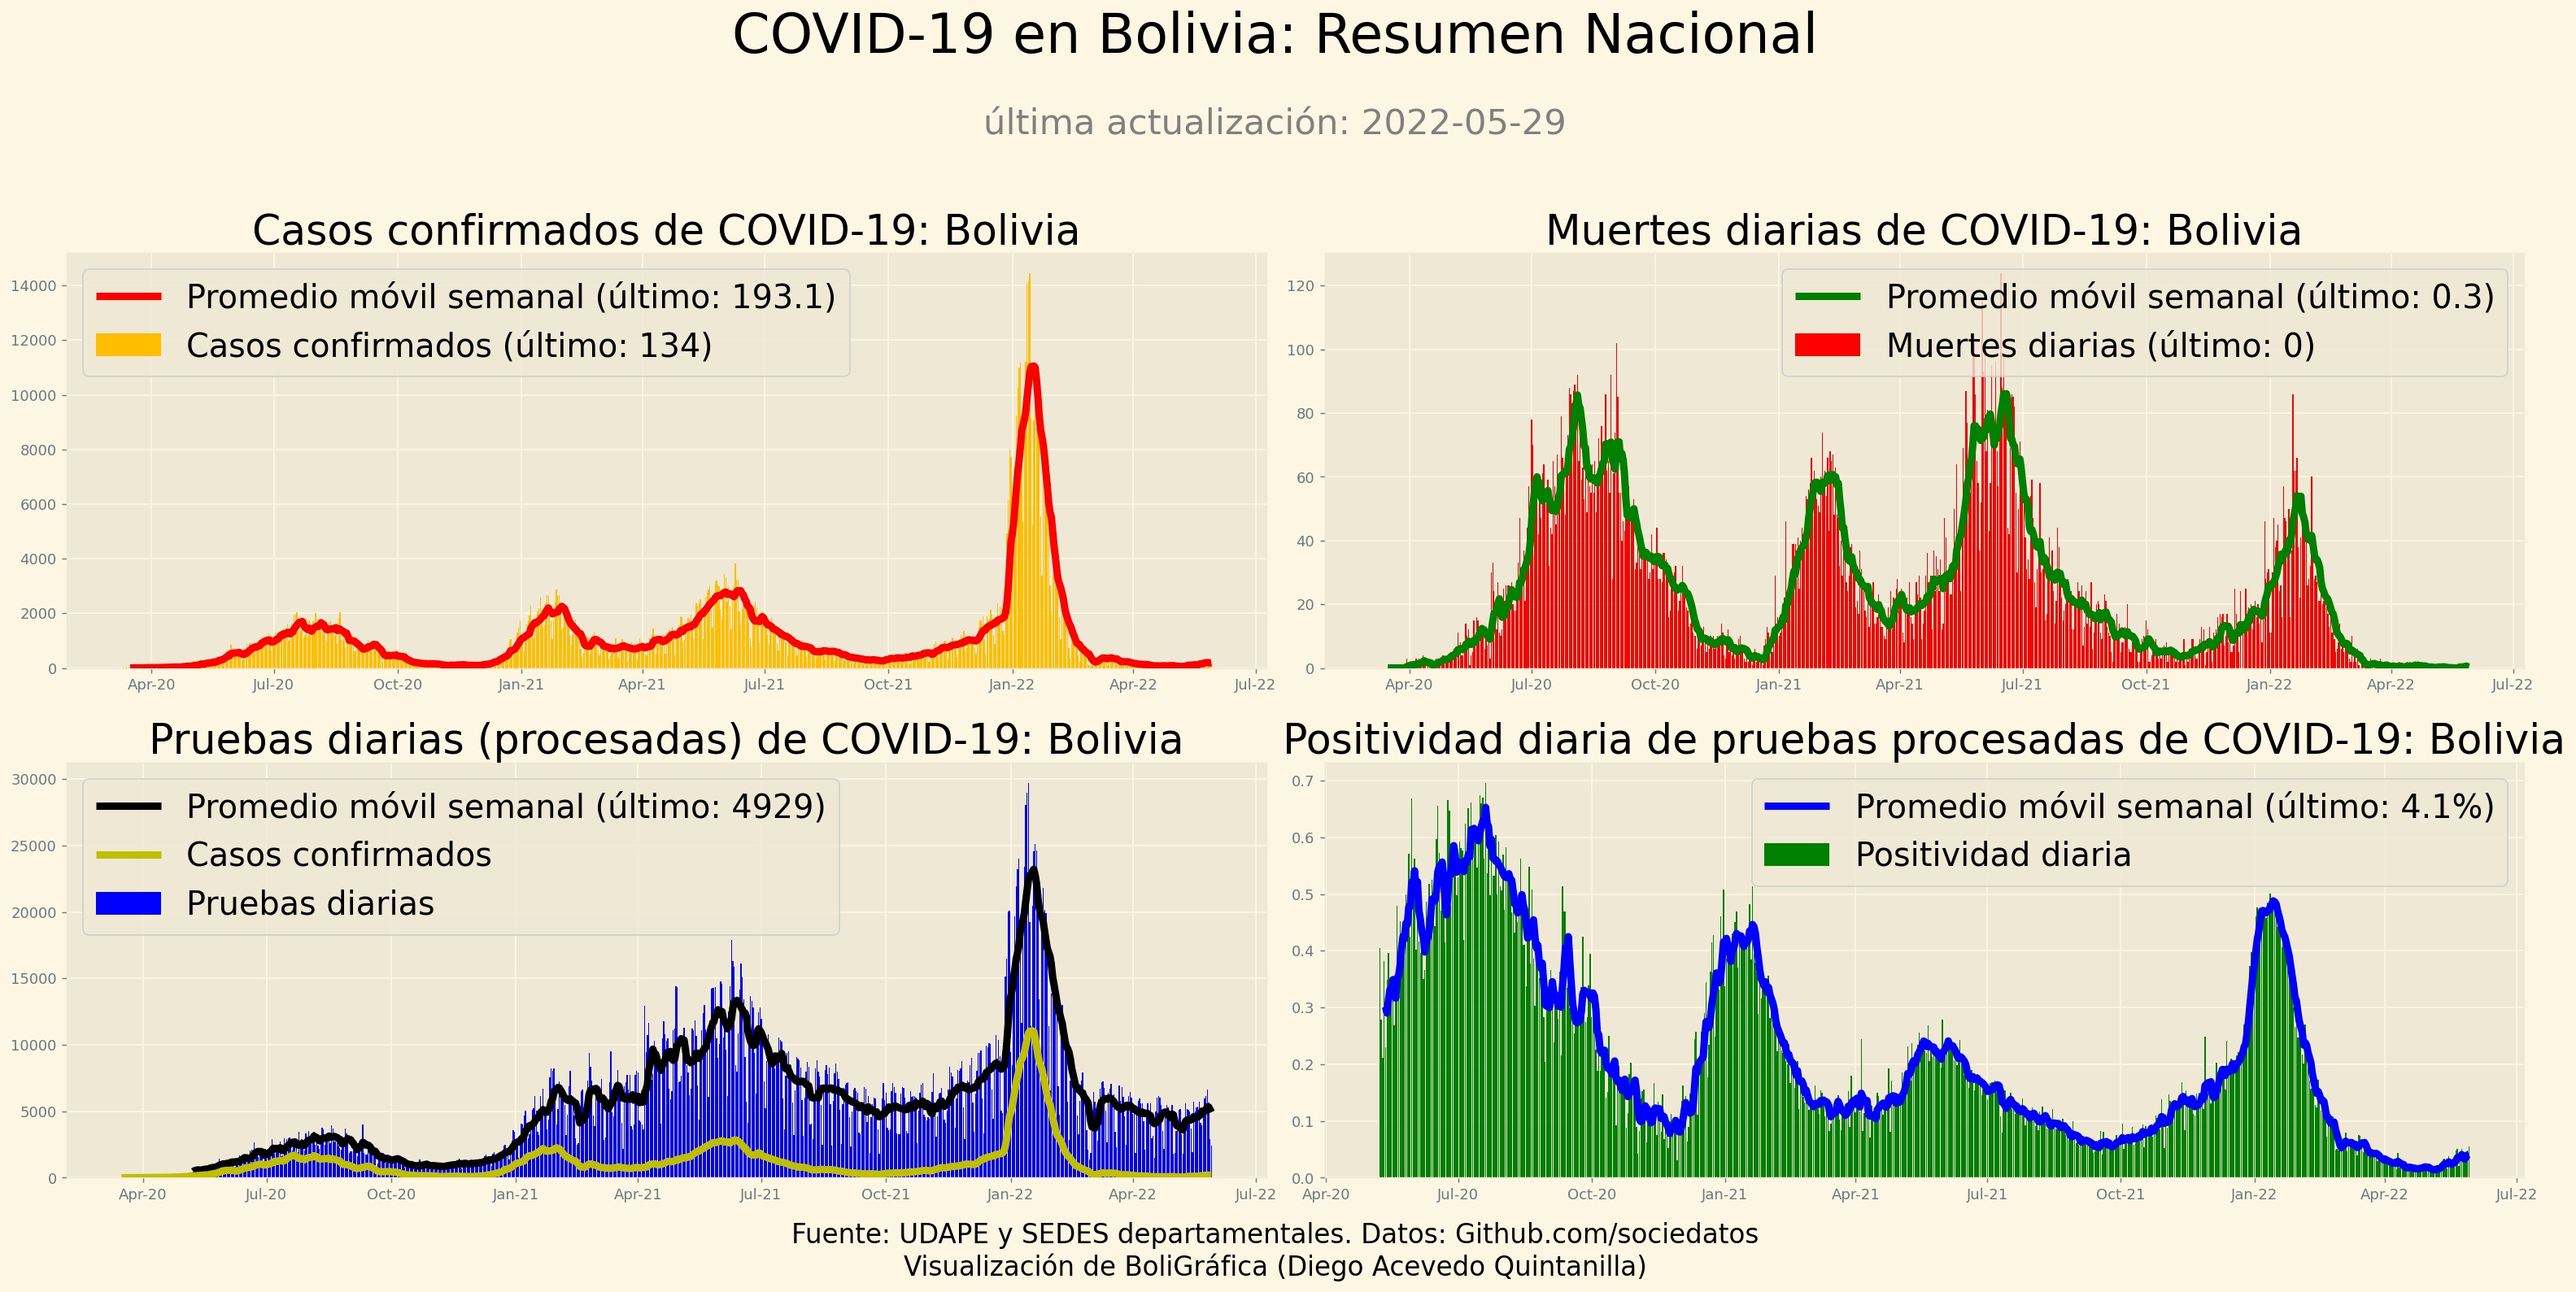 COVID-19 en Bolivia: Resumen Nacional
última actualización: 2022-05-29
Casos confirmados de COVID-19: Bolivia
Promedio móvil semanal (último: 193.1)
Casos confirmados (último: 134)
14000
12000
10000
8000
6000
4000
2000
0
Apr-20 Jul-20 Oct-20 Jan-21 Apr-21 Jul-21 Oct-21 Jan-22 Apr-22 Jul-22
Muertes diarias de COVID-19: Bolivia
Promedio móvil semanal (último: 0.3)
Muertes diarias (último: 0)
120
100
80
60
40
20
0
Apr-20 Jul-20 Oct-20 Jan-21 Apr-21 Jul-21 Oct-21 Jan-22 Apr-22 Jul-22
Pruebas diarias (procesadas) de COVID-19: Bolivia
Promedio móvil semanal (último: 4929)
Casos confirmados
Pruebas diarias
30000
25000
20000
15000
10000
5000
0
Apr-20 Jul-20 Oct-20 Jan-21 Apr-21 Jul-21 Oct-21 Jan-22 Apr-22 Jul-22
Positividad diaria de pruebas procesadas de COVID-19: Bolivia
Promedio móvil semanal (último: 4.1%)
Positividad diaria
0.7
0.6
0.5
0.4
0.3
0.2
0.1
0.0
Apr-20 Jul-20 Oct-20 Jan-21 Apr-21 Jul-21 Oct-21 Jan-22 Apr-22 Jul-22
Fuente: UDAPE y SEDES departamentales. Datos: Github.com/sociedatos
Visualización de BoliGráfica (Diego Acevedo Quintanilla)